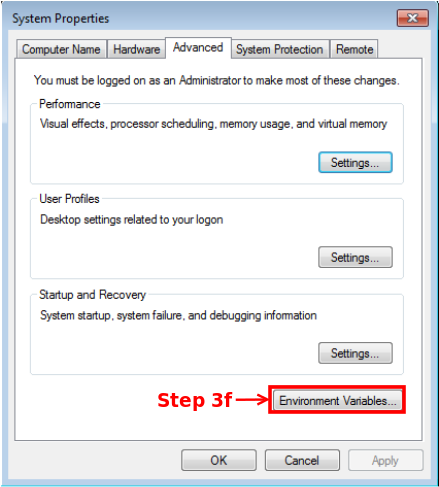 System Properties
Computer Name Hardware Advanced System Protection Remote
You must be logged on as an Administrator to make most of these changes.
Performance
Visual effects, processor scheduling, memory usage, and virtual memory
Settings...
User Profiles
Desktop settings related to your logon
Settings...
Startup and Recovery
System startup, system failure, and debugging information
Settings...
Step 3f Environment Variables...
OK Cancel Apply